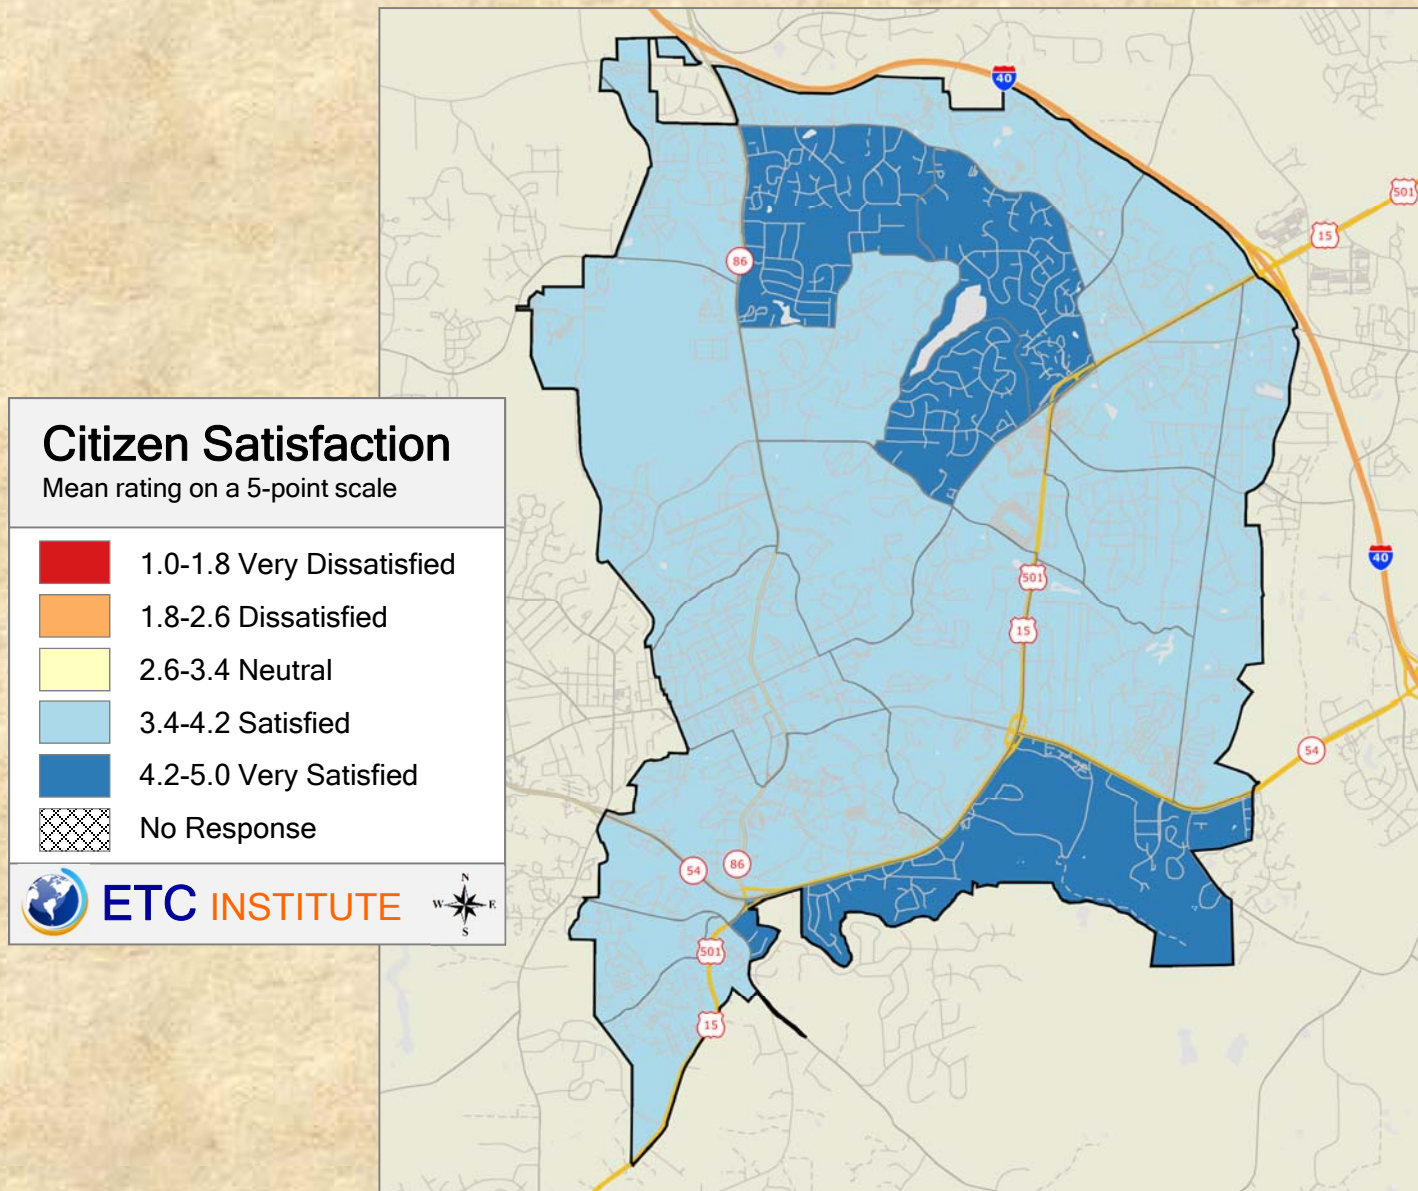 Citizen Satisfaction
Mean rating on a 5-point scale
1.0-1.8 Very Dissatisfied
1.8-2.6 Dissatisfied
2.6-3.4 Neutral
3.4-4.2 Satisfied
4.2-5.0 Very Satisfied
No Response
ETC INSTITUTE
N
W E
S
40
501
15
86
40
501
15
54
54
86
501
15